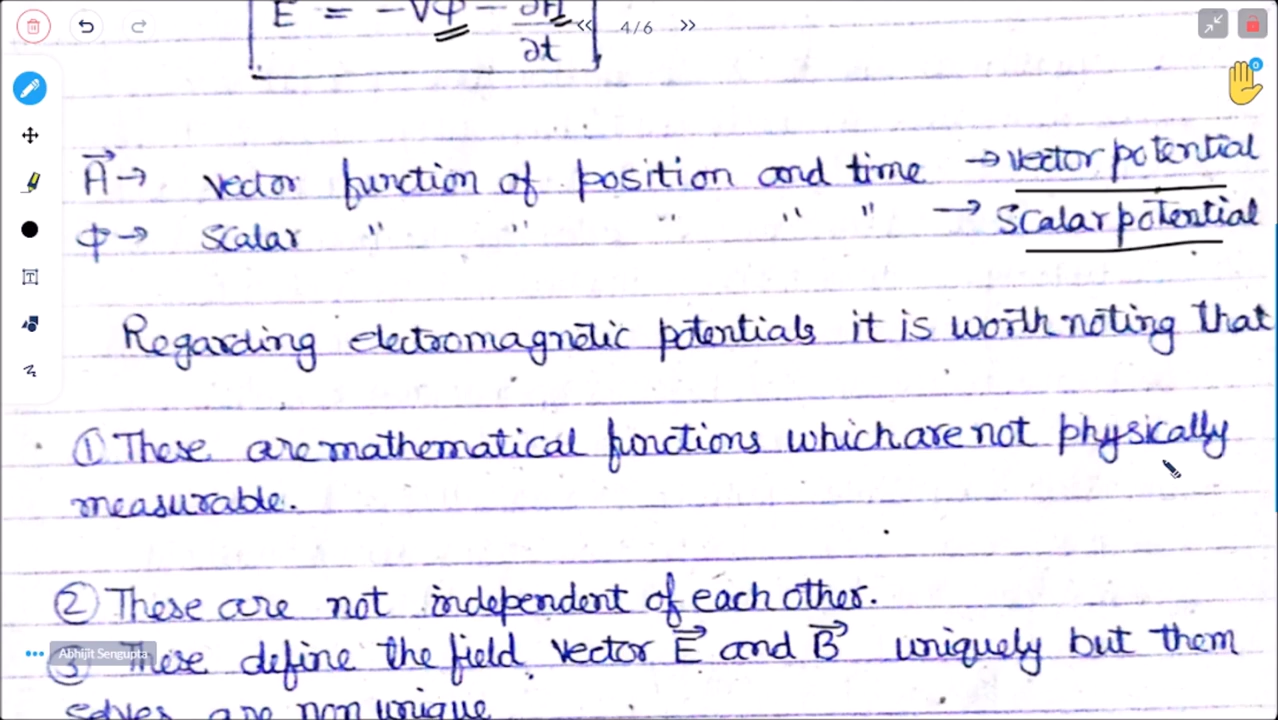 E = -∇φ - ∂A
∂t
4/6
A→ vector function of position and time → vector potential
φ→ Scalar " " " " " → Scalar potential
Regarding electromagnetic potentials it is worth noting that
① These are mathematical functions which are not physically
measurable.
② These are not independent of each other.
Abhijit Sengupta
③ These define the field vector E and B uniquely but them
selves are non unique